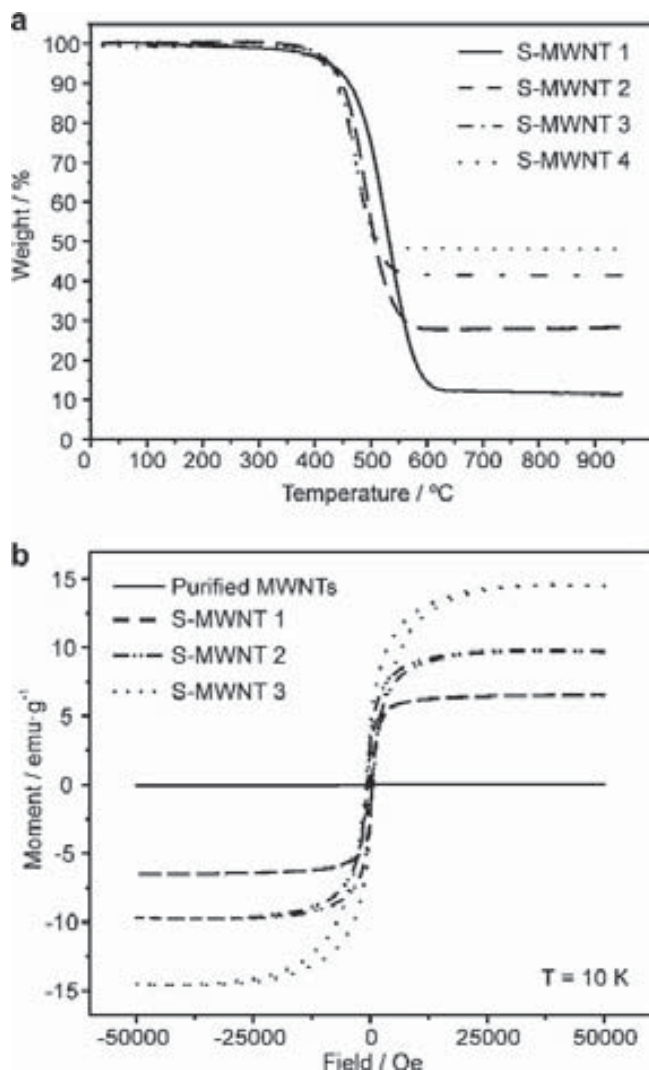 a
100
90
80
70
60
50
40
30
20
10
0
Weight / %
S-MWNT 1
S-MWNT 2
S-MWNT 3
S-MWNT 4
0 100 200 300 400 500 600 700 800 900
Temperature / ºC
b
15
10
5
0
-5
-10
-15
Moment / emu·g⁻¹
Purified MWNTs
S-MWNT 1
S-MWNT 2
S-MWNT 3
T = 10 K
-50000 -25000 0 25000 50000
Field / Oe